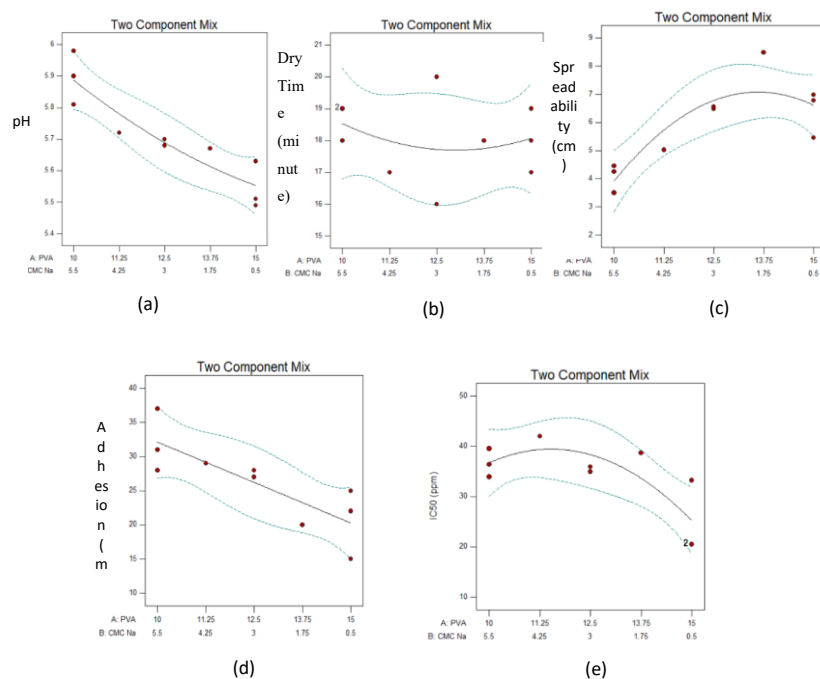 Two Component Mix
pH
6
5.9
5.8
5.7
5.6
5.5
5.4
A: PVA 10 11.25 12.5 13.75 15
CMC Na 5.5 4.25 3 1.75 0.5
(a)
Two Component Mix
Dry
Tim
e
(mi
nut
e)
21
20
19
18
17
16
15
2
A: PVA 10 11.25 12.5 13.75 15
B: CMC Na 5.5 4.25 3 1.75 0.5
(b)
Two Component Mix
Spr
ead
abili
ty
(cm)
9
8
7
6
5
4
3
2
A: PVA 10 11.25 12.5 13.75 15
B: CMC Na 5.5 4.25 3 1.75 0.5
(c)
Two Component Mix
A
d
h
esio
n
(
m
40
35
30
25
20
15
10
A: PVA 10 11.25 12.5 13.75 15
B: CMC Na 5.5 4.25 3 1.75 0.5
(d)
Two Component Mix
IC50 (ppm)
50
40
30
20
10
2
A: PVA 10 11.25 12.5 13.75 15
B: CMC Na 5.5 4.25 3 1.75 0.5
(e)